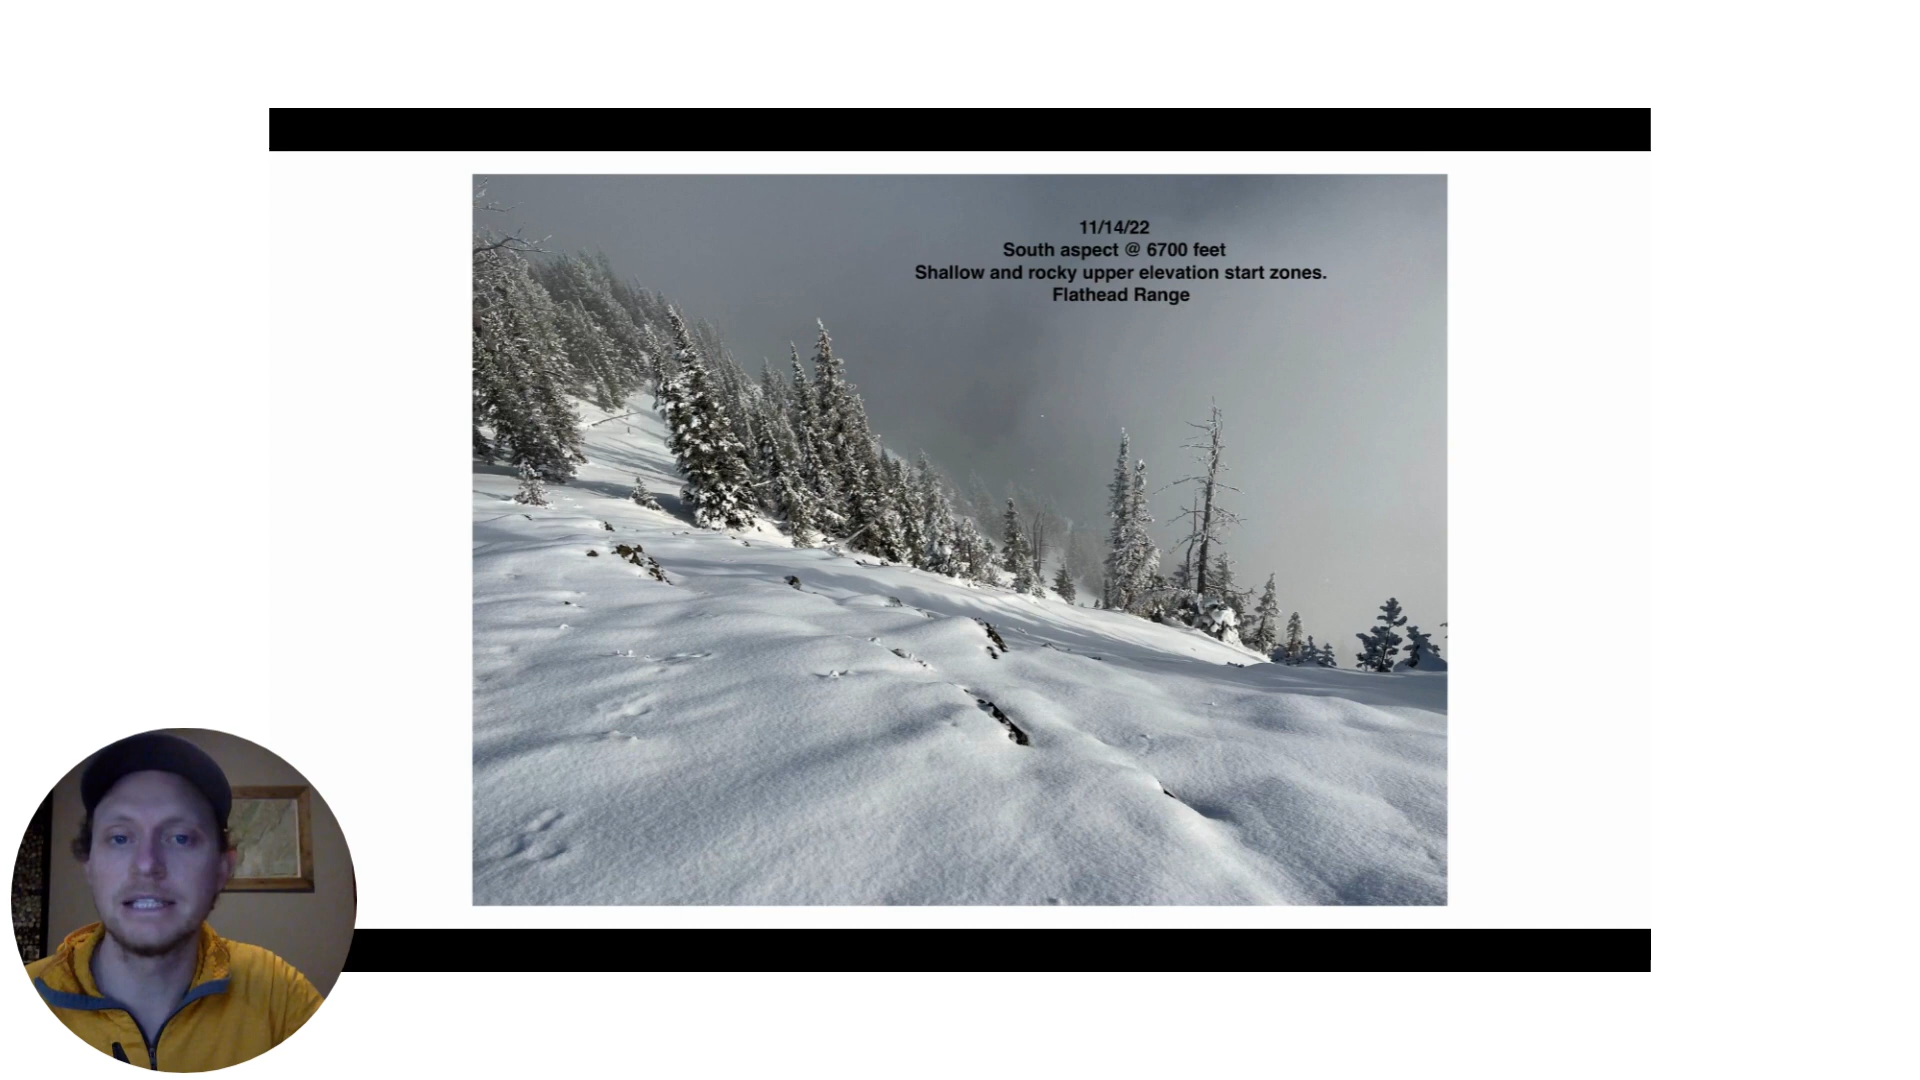 11/14/22
South aspect @ 6700 feet
Shallow and rocky upper elevation start zones.
Flathead Range